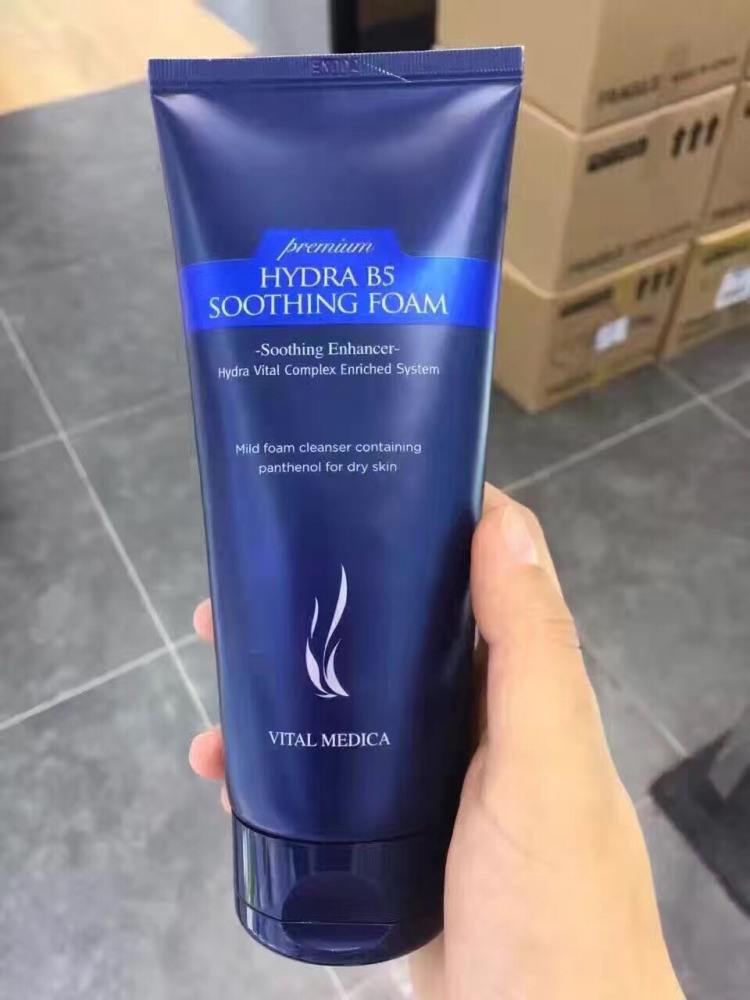 premium
HYDRA B5
SOOTHING FOAM
-Soothing Enhancer-
Hydra Vital Complex Enriched System
Mild foam cleanser containing
panthenol for dry skin
VITAL MEDICA
FRAGILE